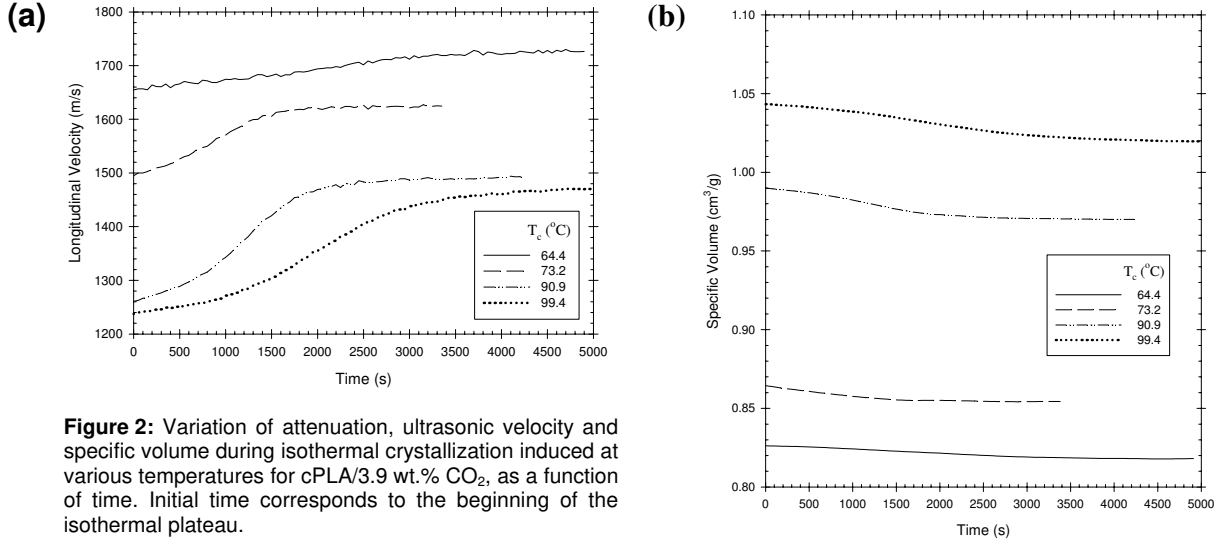 (a)
1800
1700
1600
1500
1400
1300
1200
Longitudinal Velocity (m/s)
T_c (°C)
64.4
73.2
90.9
99.4
0 500 1000 1500 2000 2500 3000 3500 4000 4500 5000
Time (s)
Figure 2: Variation of attenuation, ultrasonic velocity and
specific volume during isothermal crystallization induced at
various temperatures for cPLA/3.9 wt.% CO₂, as a function
of time. Initial time corresponds to the beginning of the
isothermal plateau.
(b)
1.10
1.05
1.00
0.95
0.90
0.85
0.80
Specific Volume (cm³/g)
T_c (°C)
64.4
73.2
90.9
99.4
0 500 1000 1500 2000 2500 3000 3500 4000 4500 5000
Time (s)